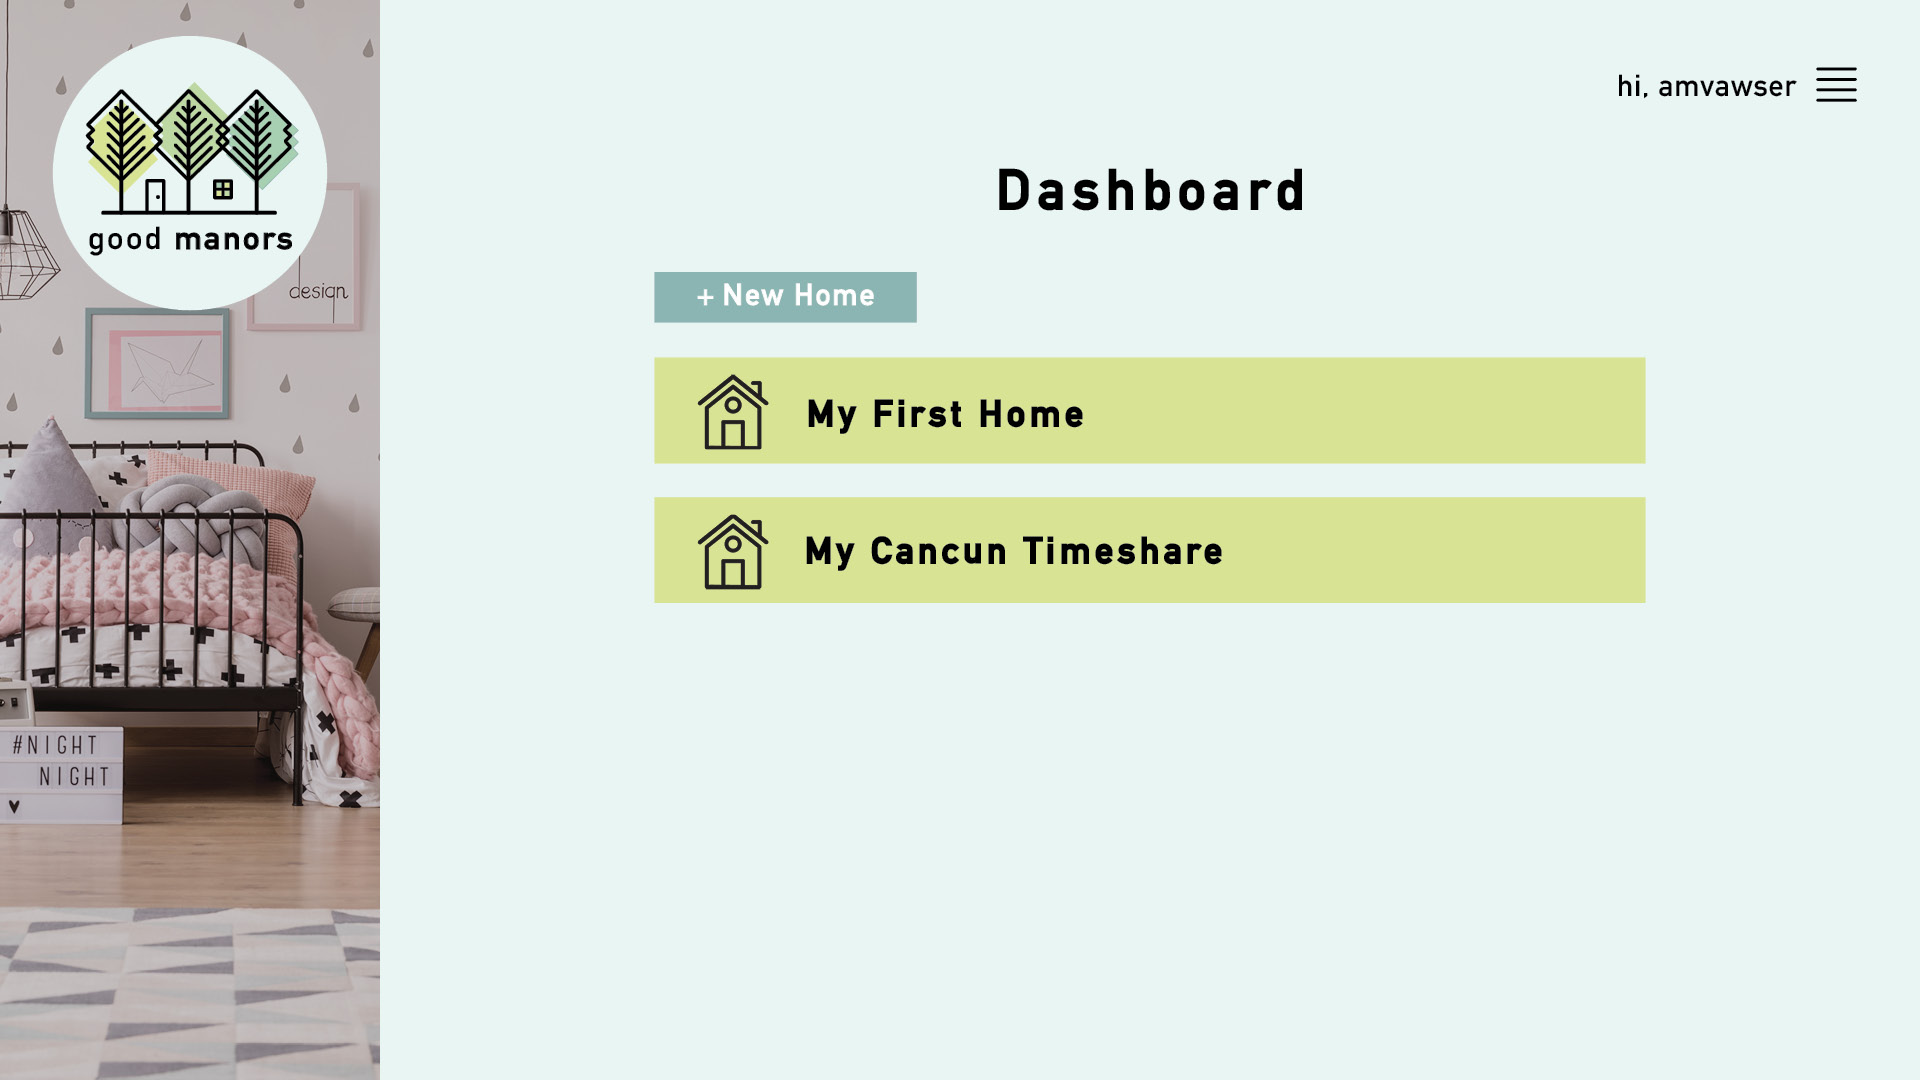 good manors
design
#NIGHT
NIGHT
hi, amvawser
Dashboard
+ New Home
My First Home
My Cancun Timeshare